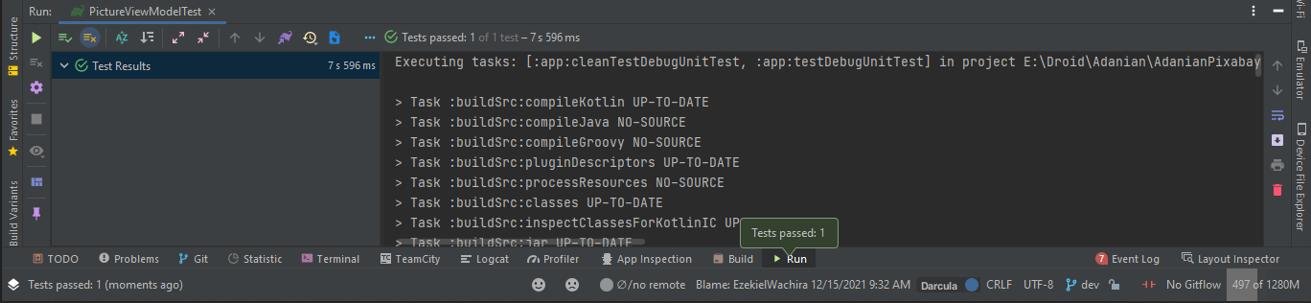 Run: PictureViewModelTest
Tests passed: 1 of 1 test – 7 s 596 ms
Test Results 7 s 596 ms
Executing tasks: [:app:cleanTestDebugUnitTest, :app:testDebugUnitTest] in project E:\Droid\Adanian\AdanianPixabay
> Task :buildSrc:compileKotlin UP-TO-DATE
> Task :buildSrc:compileJava NO-SOURCE
> Task :buildSrc:compileGroovy NO-SOURCE
> Task :buildSrc:pluginDescriptors UP-TO-DATE
> Task :buildSrc:processResources NO-SOURCE
> Task :buildSrc:classes UP-TO-DATE
> Task :buildSrc:inspectClassesForKotlinIC UP
> Task :buildSrc:jar UP-TO-DATE
Tests passed: 1
Structure
Favorites
Build Variants
Wi-Fi
Emulator
Device File Explorer
TODO Problems Git Statistic Terminal TeamCity Logcat Profiler App Inspection Build Run 7 Event Log Layout Inspector
Tests passed: 1 (moments ago) ∅/no remote Blame: EzekielWachira 12/15/2021 9:32 AM Darcula CRLF UTF-8 dev No Gitflow 497 of 1280M